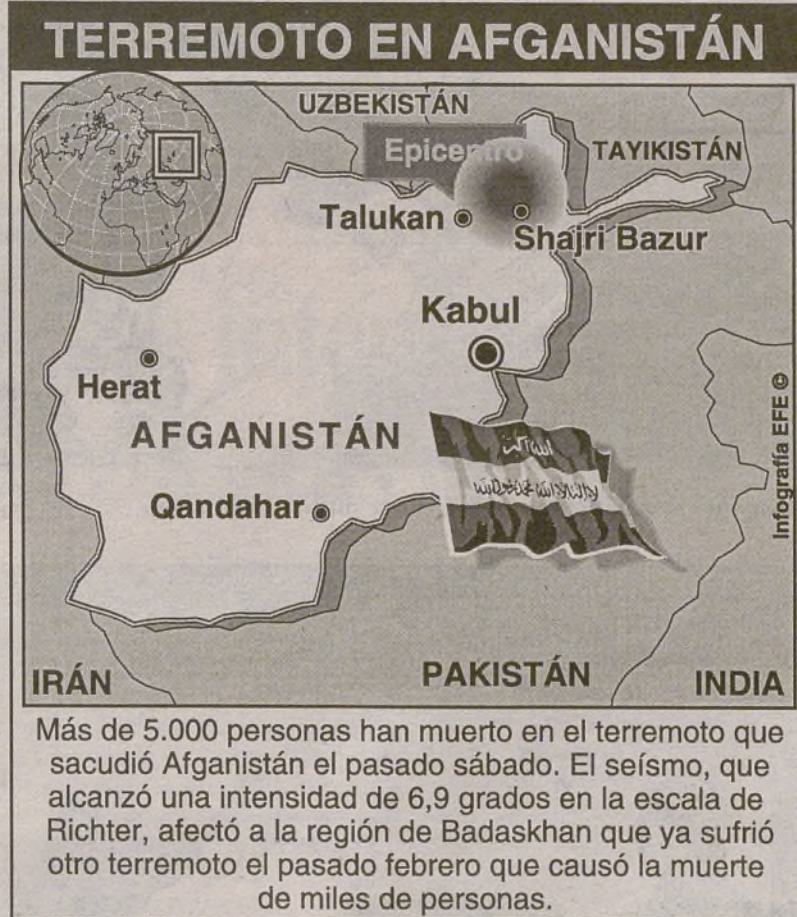 TERREMOTO EN AFGANISTÁN
UZBEKISTÁN
Epicentro
TAYIKISTÁN
Talukan
Shajri Bazur
Kabul
Herat
AFGANISTÁN
Qandahar
Infografía EFE ©
IRÁN
PAKISTÁN
INDIA
Más de 5.000 personas han muerto en el terremoto que
sacudió Afganistán el pasado sábado. El seísmo, que
alcanzó una intensidad de 6,9 grados en la escala de
Richter, afectó a la región de Badaskhan que ya sufrió
otro terremoto el pasado febrero que causó la muerte
de miles de personas.